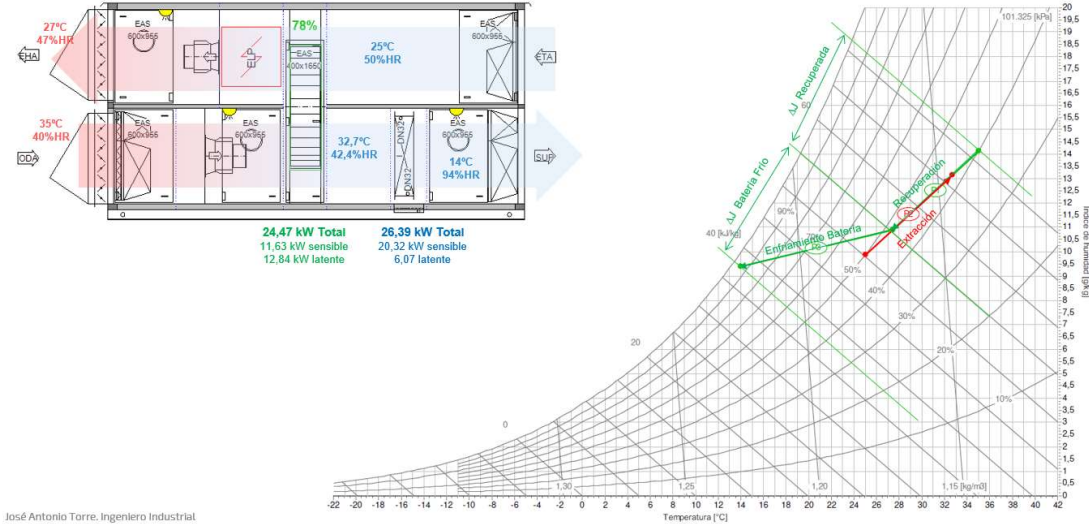 27ºC
47%HR
EHA
EAS
600x955
ELP
78%
EAS
400x1650
25ºC
50%HR
EAS
600x955
ETA
35ºC
40%HR
ODA
EAS
600x955
EAS
600x955
32,7ºC
42,4%HR
DN32
DN32
EAS
600x955
14ºC
94%HR
SUP
24,47 kW Total
11,63 kW sensible
12,84 kW latente
26,39 kW Total
20,32 kW sensible
6,07 latente
101.325 [kPa]
ΔJ Recuperada
60
ΔJ Batería Frío
40 [kJ/kg]
90%
Recuperación
Enfriamiento Batería
Extracción
50%
40%
30%
20%
10%
20
0
1,30
1,25
1,20
1,15 [kg/m3]
20
19,5
19
18,5
18
17,5
17
16,5
16
15,5
15
14,5
14
13,5
13
12,5
12
11,5
11
10,5
10
9,5
9
8,5
8
7,5
7
6,5
6
5,5
5
4,5
4
3,5
3
2,5
2
1,5
1
0,5
0
Indice de humedad [g/kg]
-22 -20 -18 -16 -14 -12 -10 -8 -6 -4 -2 0 2 4 6 8 10 12 14 16 18 20 22 24 26 28 30 32 34 36 38 40 42
Temperatura [°C]
José Antonio Torre. Ingeniero Industrial